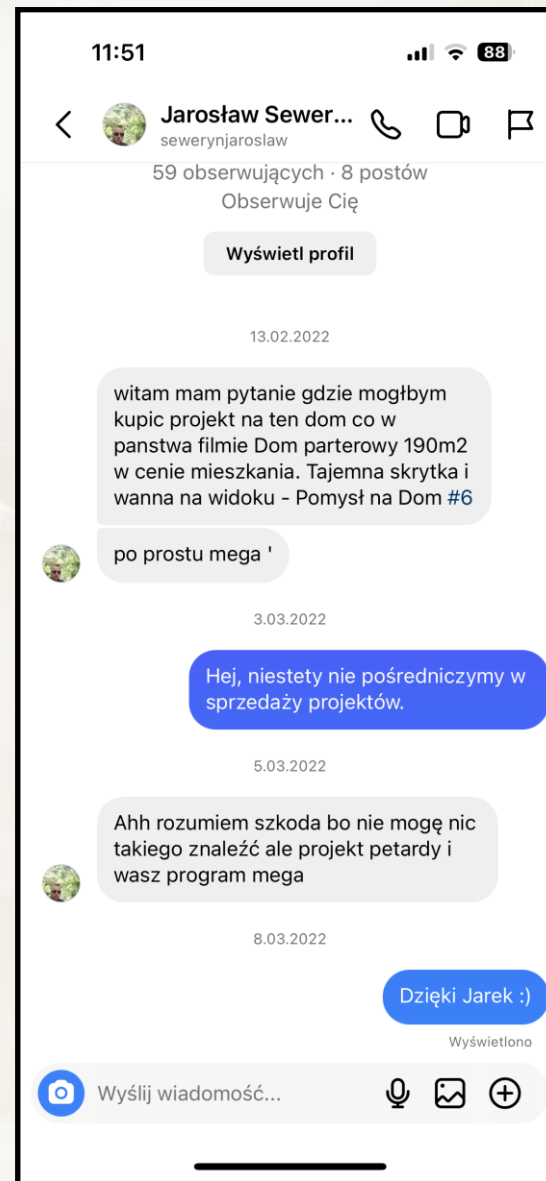 11:51
88
Jarosław Sewer...
sewerynjaroslaw
59 obserwujących · 8 postów
Obserwuje Cię
Wyświetl profil
13.02.2022
witam mam pytanie gdzie mogłbym
kupic projekt na ten dom co w
panstwa filmie Dom parterowy 190m2
w cenie mieszkania. Tajemna skrytka i
wanna na widoku - Pomysł na Dom #6
po prostu mega '
3.03.2022
Hej, niestety nie pośredniczymy w
sprzedaży projektów.
5.03.2022
Ahh rozumiem szkoda bo nie mogę nic
takiego znaleźć ale projekt petardy i
wasz program mega
8.03.2022
Dzięki Jarek :)
Wyświetlono
Wyślij wiadomość...